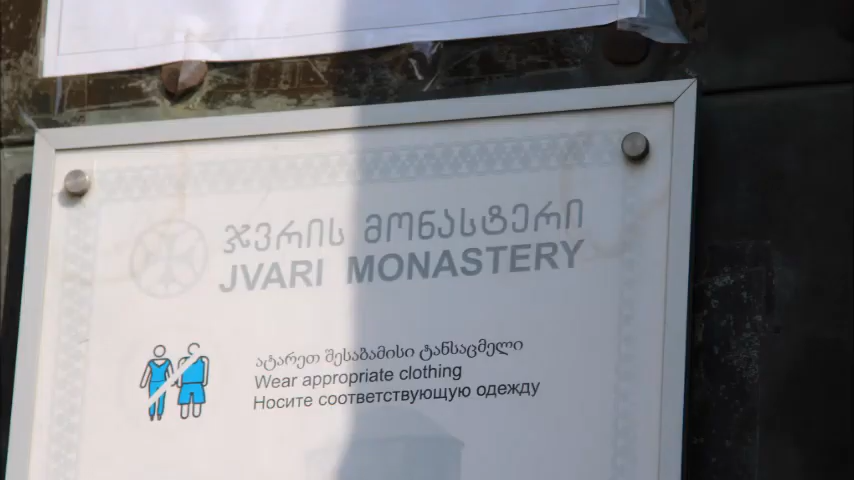 ჯვრის მონასტერი
JVARI MONASTERY
ატარეთ შესაბამისი ტანსაცმელი
Wear appropriate clothing
Носите соответствующую одежду